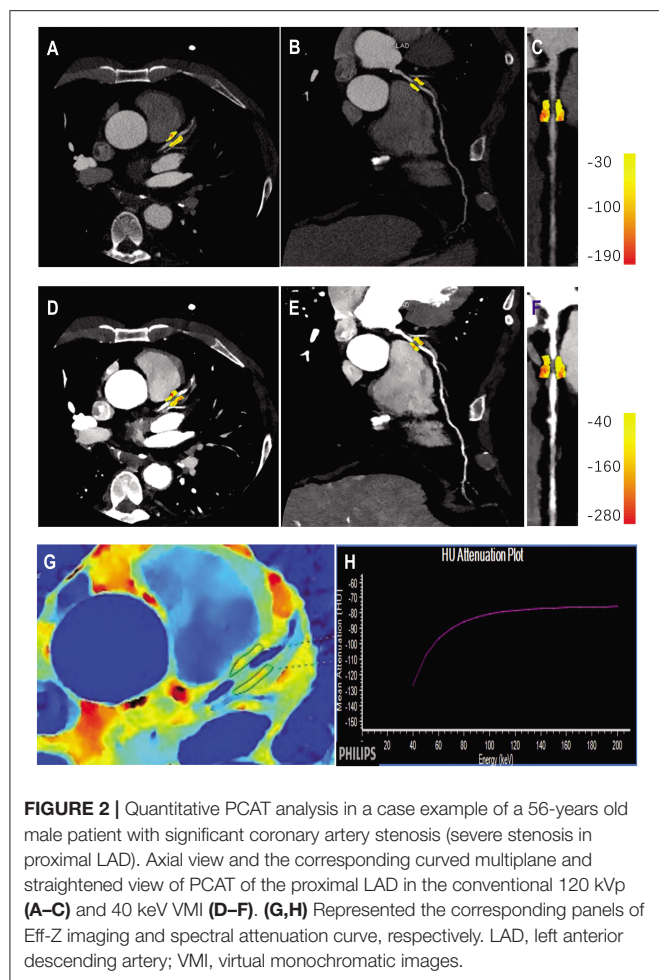 A
B
LAD
C
-30
-100
-190
D
E
LAD
F
-40
-160
-280
G
H
HU Attenuation Plot
Mean Attenuation (HU)
-60
-70
-80
-90
-100
-110
-120
-130
-140
-150
0 20 40 60 80 100 120 140 160 180 200
PHILIPS
Energy (keV)
FIGURE 2 | Quantitative PCAT analysis in a case example of a 56-years old
male patient with significant coronary artery stenosis (severe stenosis in
proximal LAD). Axial view and the corresponding curved multiplane and
straightened view of PCAT of the proximal LAD in the conventional 120 kVp
(A–C) and 40 keV VMI (D–F). (G,H) Represented the corresponding panels of
Eff-Z imaging and spectral attenuation curve, respectively. LAD, left anterior
descending artery; VMI, virtual monochromatic images.